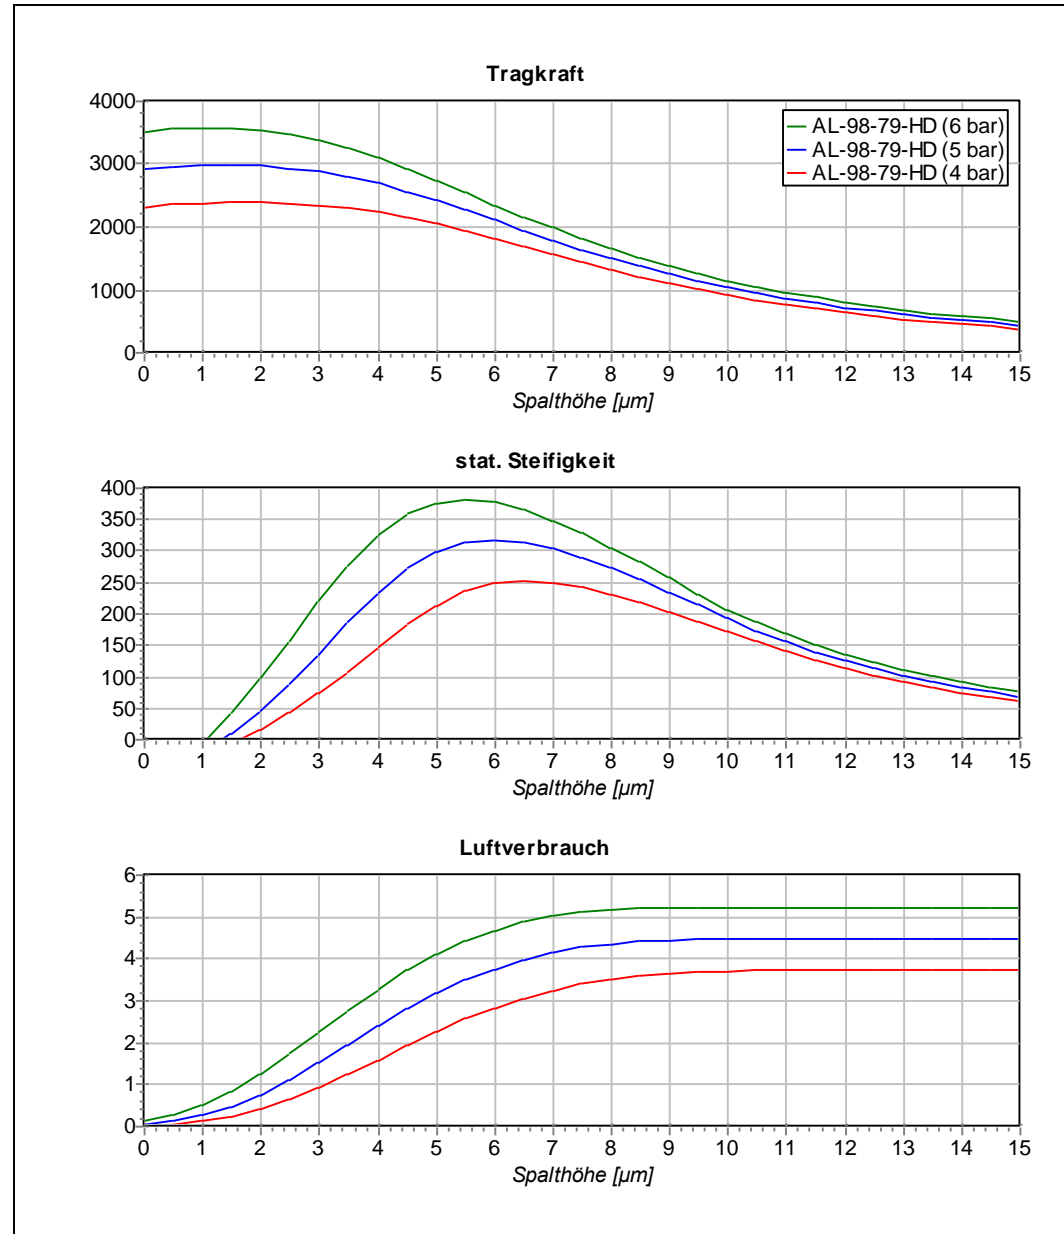 Tragkraft
4000
3000
2000
1000
0
AL-98-79-HD (6 bar)
AL-98-79-HD (5 bar)
AL-98-79-HD (4 bar)
0 1 2 3 4 5 6 7 8 9 10 11 12 13 14 15
Spalthöhe [µm]
stat. Steifigkeit
400
350
300
250
200
150
100
50
0
0 1 2 3 4 5 6 7 8 9 10 11 12 13 14 15
Spalthöhe [µm]
Luftverbrauch
6
5
4
3
2
1
0
0 1 2 3 4 5 6 7 8 9 10 11 12 13 14 15
Spalthöhe [µm]